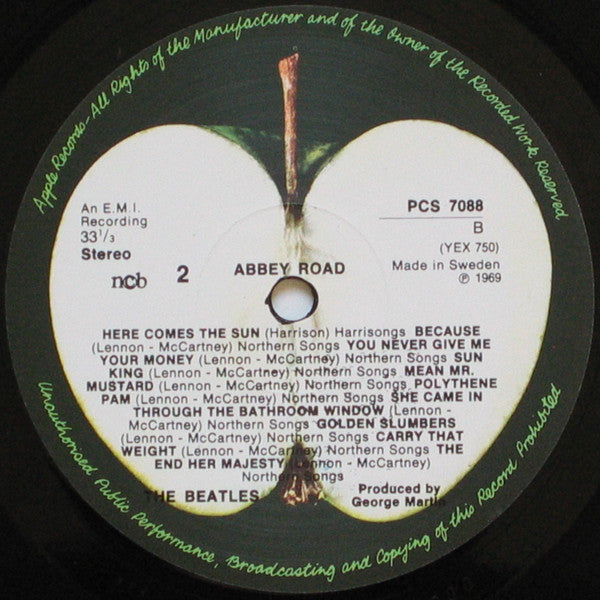 Apple Records-All Rights of the Manufacturer and of the Owner of the Recorded Work Reserved
An E.M.I.
Recording
33 1/3
Stereo
ncb
2
PCS 7088
B
(YEX 750)
Made in Sweden
℗ 1969
ABBEY ROAD
HERE COMES THE SUN (Harrison) Harrisongs BECAUSE
(Lennon - McCartney) Northern Songs YOU NEVER GIVE ME
YOUR MONEY (Lennon - McCartney) Northern Songs SUN
KING (Lennon - McCartney) Northern Songs MEAN MR.
MUSTARD (Lennon - McCartney) Northern Songs POLYTHENE
PAM (Lennon - McCartney) Northern Songs SHE CAME IN
THROUGH THE BATHROOM WINDOW (Lennon -
McCartney) Northern Songs GOLDEN SLUMBERS
(Lennon - McCartney) Northern Songs CARRY THAT
WEIGHT (Lennon - McCartney) Northern Songs THE
END HER MAJESTY (Lennon - McCartney)
Northern Songs
THE BEATLES
Produced by
George Martin
Unauthorised Public Performance, Broadcasting and Copying of this Record Prohibited